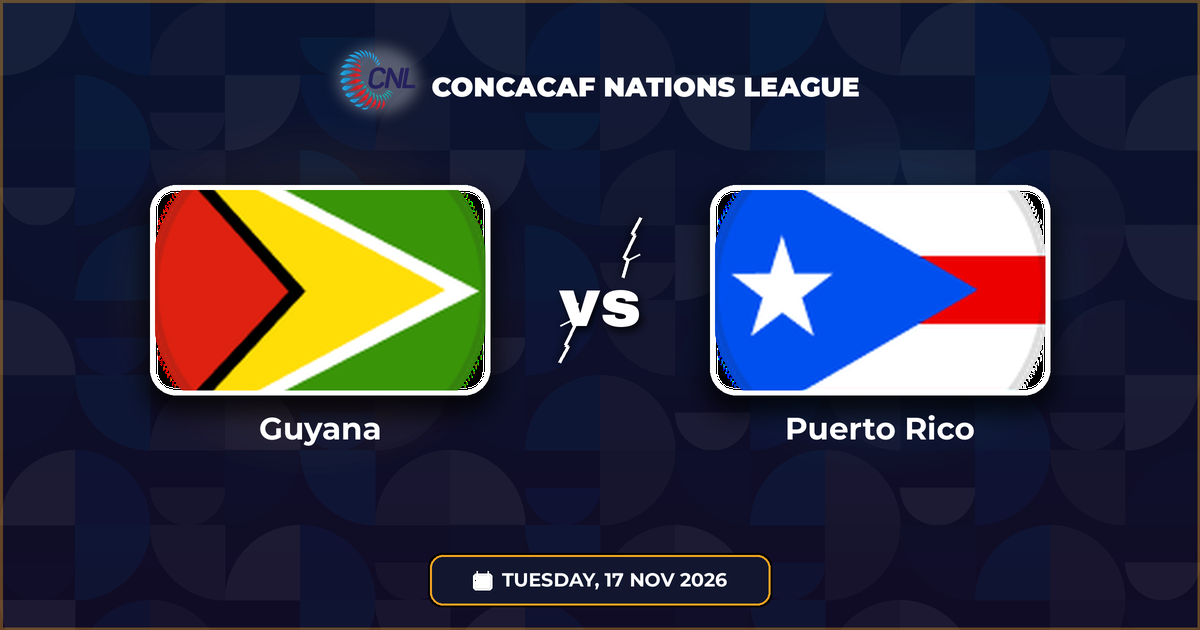 CNL
CONCACAF NATIONS LEAGUE
VS
Guyana
Puerto Rico
TUESDAY, 17 NOV 2026